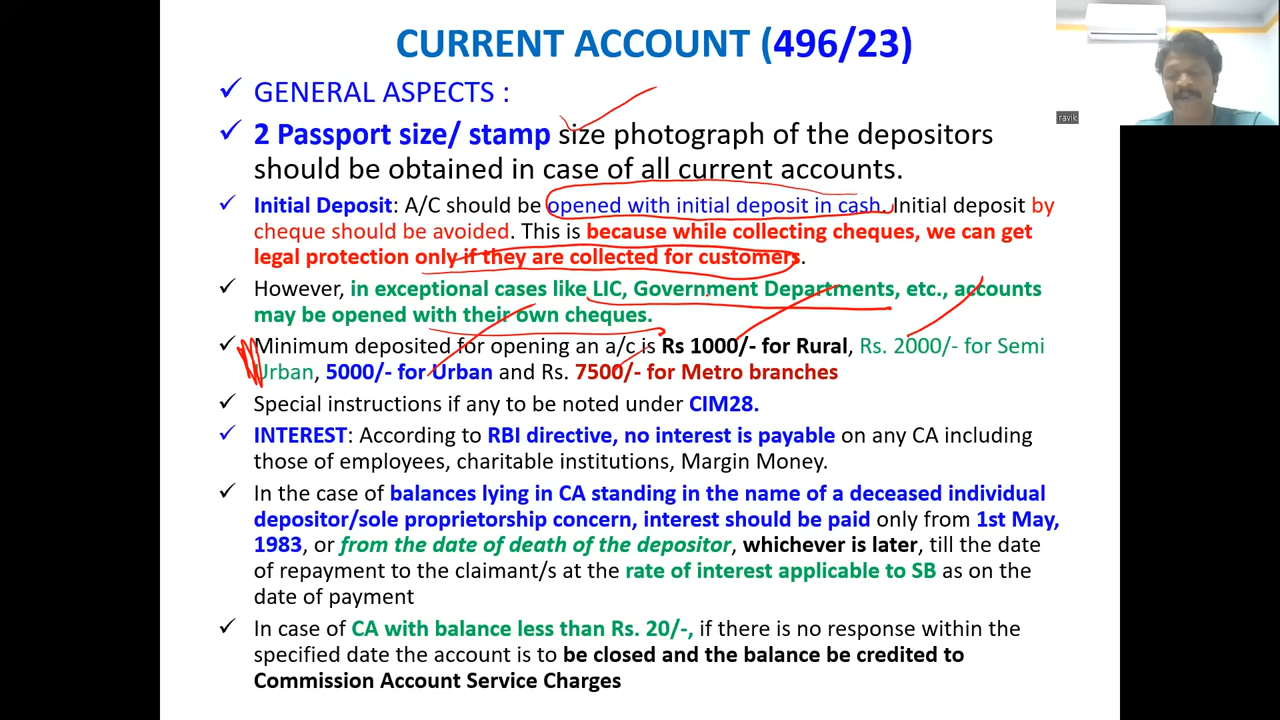 CURRENT ACCOUNT (496/23)
✓ GENERAL ASPECTS :
✓ 2 Passport size/ stamp size photograph of the depositors
should be obtained in case of all current accounts.
✓ Initial Deposit: A/C should be opened with initial deposit in cash. Initial deposit by
cheque should be avoided. This is because while collecting cheques, we can get
legal protection only if they are collected for customers.
✓ However, in exceptional cases like LIC, Government Departments, etc., accounts
may be opened with their own cheques.
✓ Minimum deposited for opening an a/c is Rs 1000/- for Rural, Rs. 2000/- for Semi
Urban, 5000/- for Urban and Rs. 7500/- for Metro branches
✓ Special instructions if any to be noted under CIM28.
✓ INTEREST: According to RBI directive, no interest is payable on any CA including
those of employees, charitable institutions, Margin Money.
✓ In the case of balances lying in CA standing in the name of a deceased individual
depositor/sole proprietorship concern, interest should be paid only from 1st May,
1983, or from the date of death of the depositor, whichever is later, till the date
of repayment to the claimant/s at the rate of interest applicable to SB as on the
date of payment
✓ In case of CA with balance less than Rs. 20/-, if there is no response within the
specified date the account is to be closed and the balance be credited to
Commission Account Service Charges
ravik